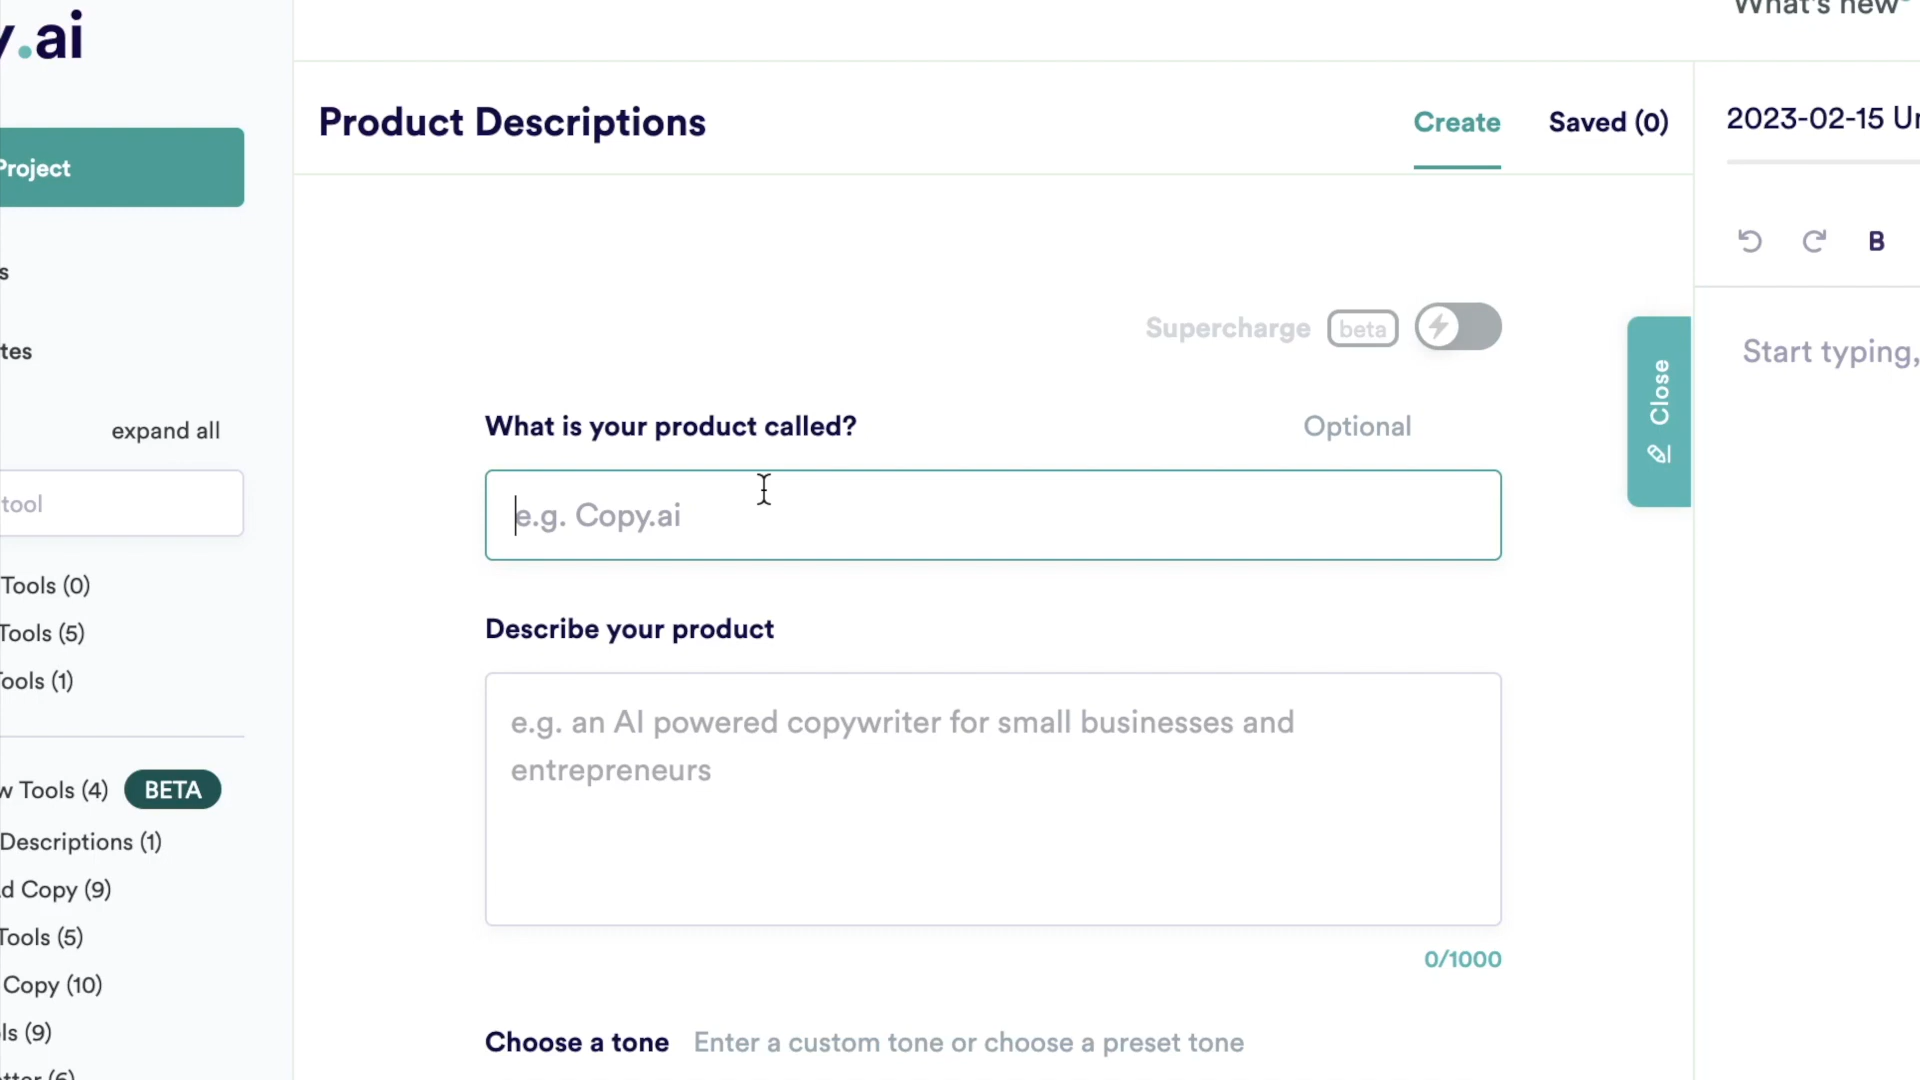 y.ai
What's new
Product Descriptions
Create
Saved (0)
2023-02-15 Un
Project
B
s
Supercharge beta
tes
Start typing,
Close
expand all
What is your product called?
Optional
tool
e.g. Copy.ai
Tools (0)
Describe your product
Tools (5)
Tools (1)
e.g. an AI powered copywriter for small businesses and
entrepreneurs
w Tools (4) BETA
Descriptions (1)
d Copy (9)
Tools (5)
0/1000
Copy (10)
ls (9)
Choose a tone Enter a custom tone or choose a preset tone
tter (6)